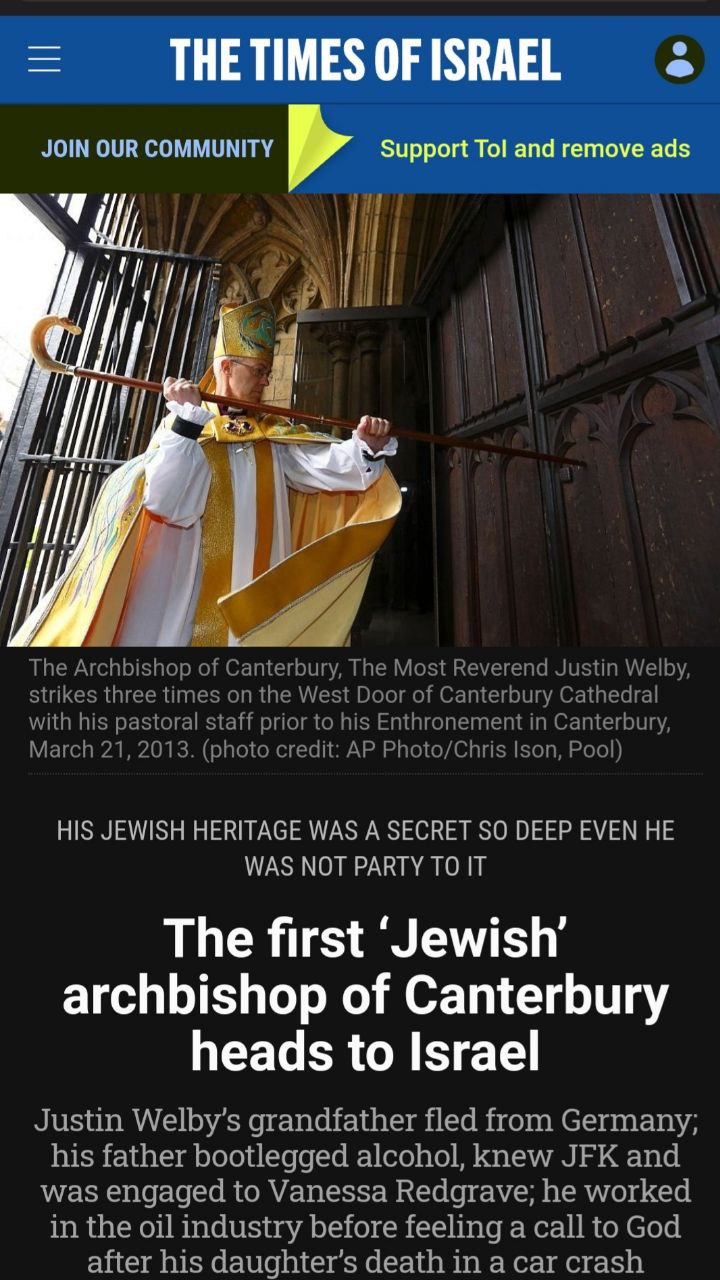 THE TIMES OF ISRAEL
JOIN OUR COMMUNITY
Support ToI and remove ads
The Archbishop of Canterbury, The Most Reverend Justin Welby,
strikes three times on the West Door of Canterbury Cathedral
with his pastoral staff prior to his Enthronement in Canterbury,
March 21, 2013. (photo credit: AP Photo/Chris Ison, Pool)
HIS JEWISH HERITAGE WAS A SECRET SO DEEP EVEN HE
WAS NOT PARTY TO IT
The first ‘Jewish’
archbishop of Canterbury
heads to Israel
Justin Welby’s grandfather fled from Germany;
his father bootlegged alcohol, knew JFK and
was engaged to Vanessa Redgrave; he worked
in the oil industry before feeling a call to God
after his daughter’s death in a car crash